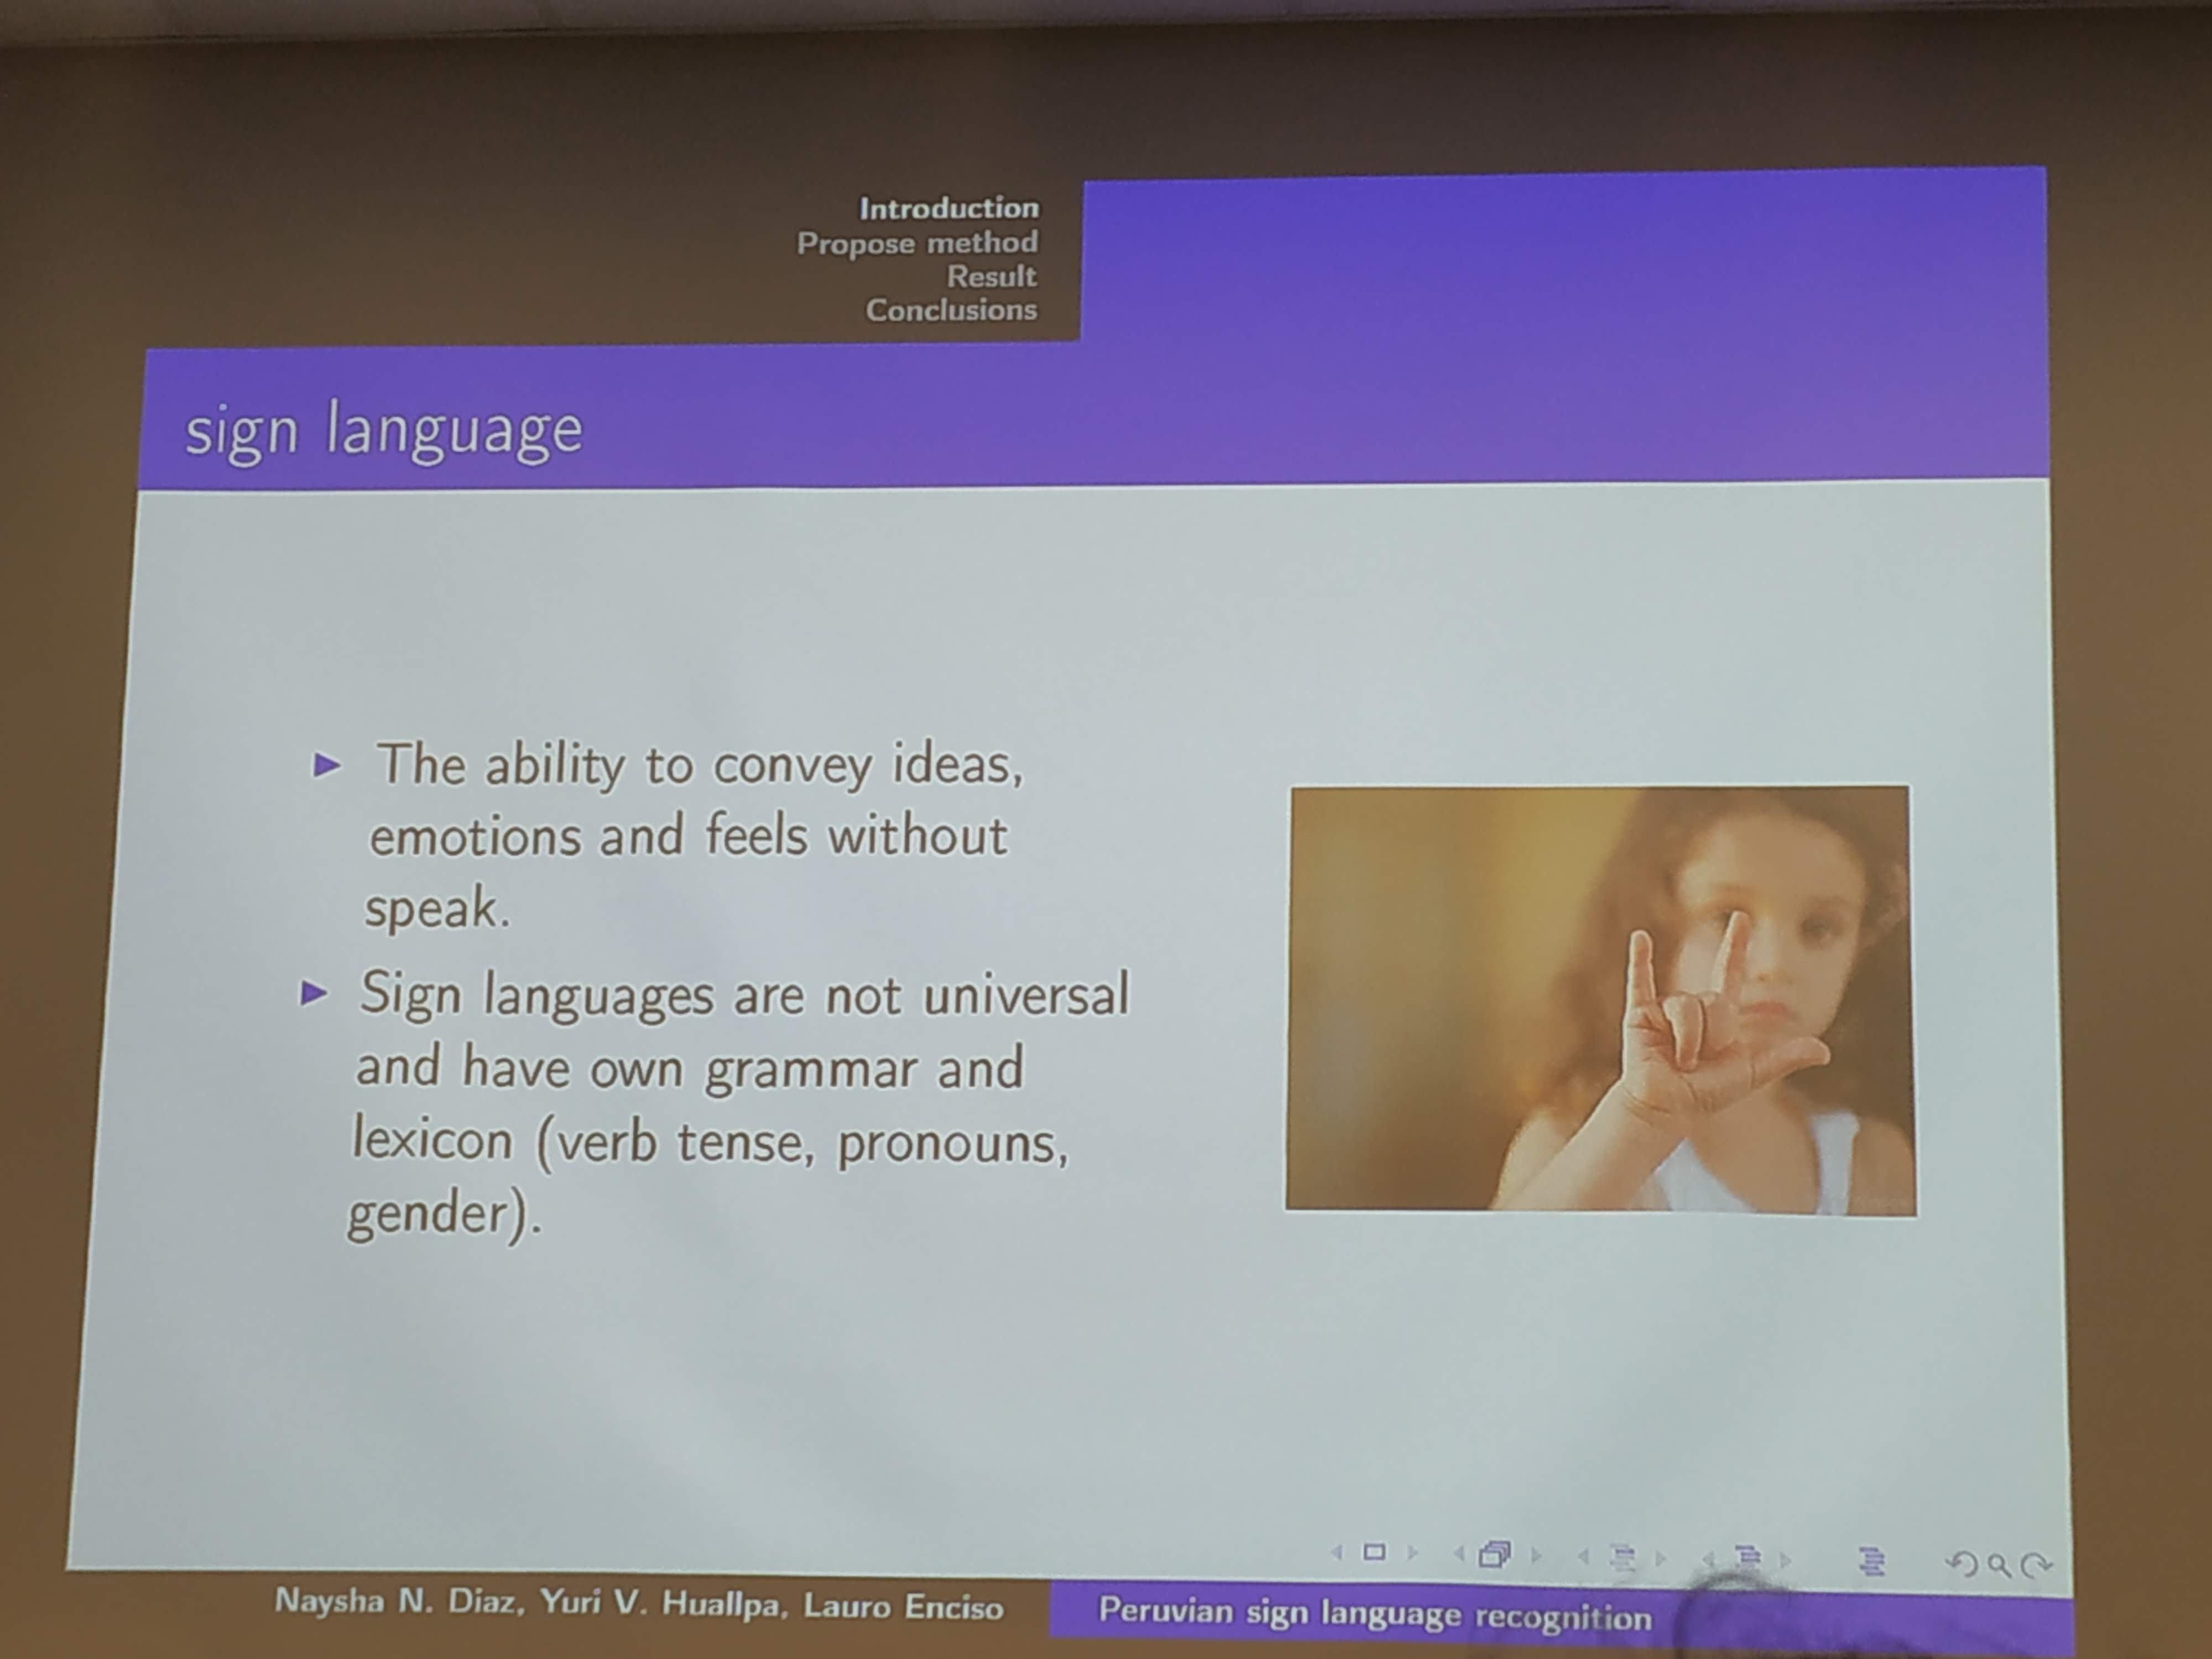 Introduction
Propose method
Result
Conclusions
sign language
The ability to convey ideas,
emotions and feels without
speak.
Sign languages are not universal
and have own grammar and
lexicon (verb tense, pronouns,
gender).
Naysha N. Diaz, Yuri V. Huallpa, Lauro Enciso
Peruvian sign language recognition